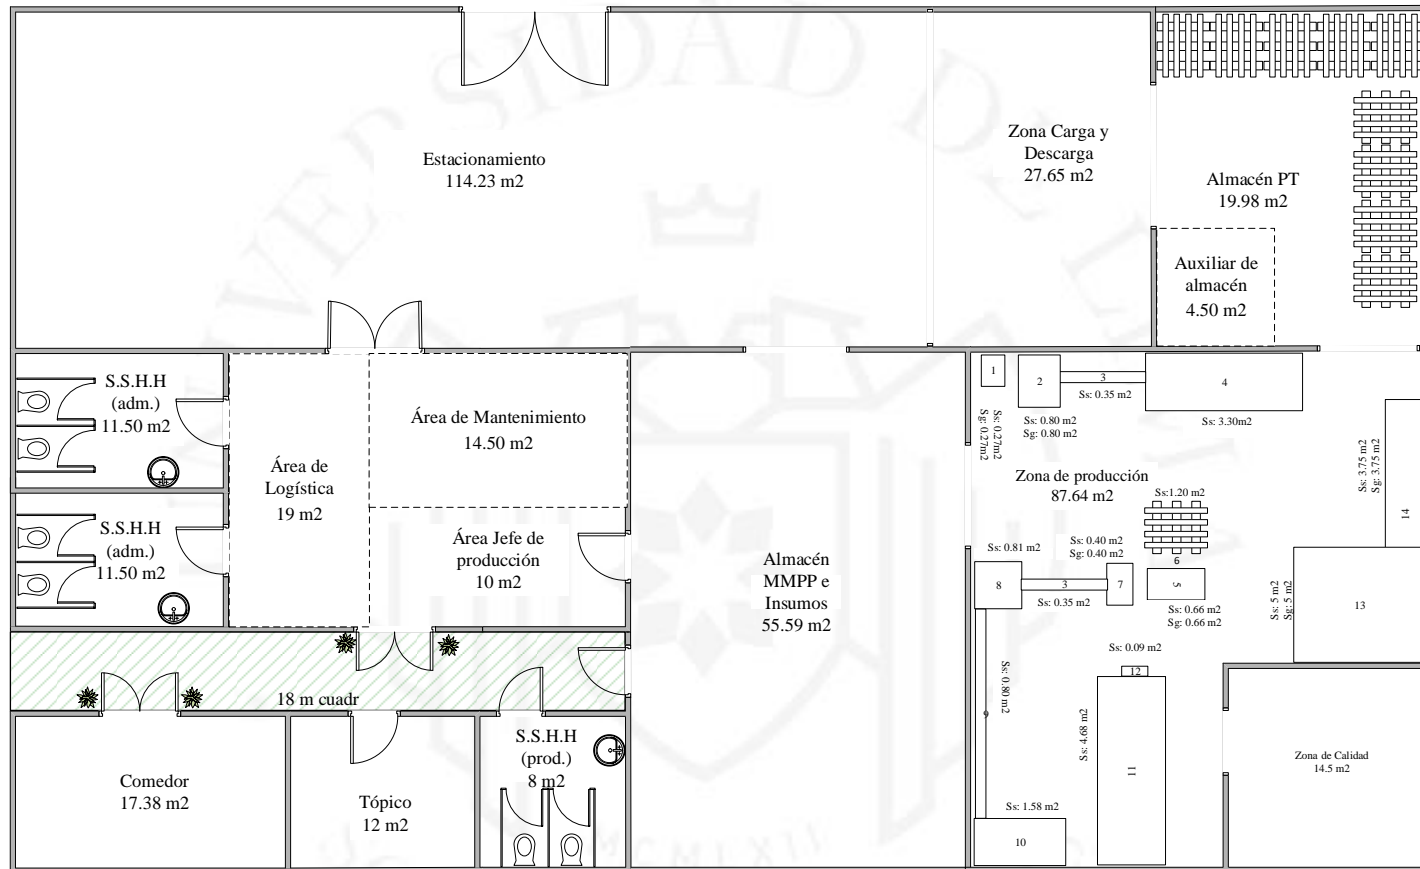 Estacionamiento
114.23 m2
Zona Carga y
Descarga
27.65 m2
Almacén PT
19.98 m2
Auxiliar de
almacén
4.50 m2
S.S.H.H
(adm.)
11.50 m2
Área de Mantenimiento
14.50 m2
Área de
Logística
19 m2
S.S.H.H
(adm.)
11.50 m2
Área Jefe de
producción
10 m2
Almacén
MMPP e
Insumos
55.59 m2
18 m cuadr
Comedor
17.38 m2
Tópico
12 m2
S.S.H.H
(prod.)
8 m2
1
Ss: 0.27m2
Sg: 0.27m2
2
Ss: 0.80 m2
Sg: 0.80 m2
3
Ss: 0.35 m2
4
Ss: 3.30m2
Zona de producción
87.64 m2
Ss:1.20 m2
6
Ss: 3.75 m2
Sg: 3.75 m2
14
Ss: 0.81 m2
8
3
Ss: 0.35 m2
Ss: 0.40 m2
Sg: 0.40 m2
7
5
Ss: 0.66 m2
Sg: 0.66 m2
Ss: 5 m2
Sg: 5 m2
13
Ss: 0.09 m2
12
Ss: 0.80 m2
9
Ss: 4.68 m2
11
Ss: 1.58 m2
10
Zona de Calidad
14.5 m2
UNIVERSIDAD DE LIMA
MCMLXII